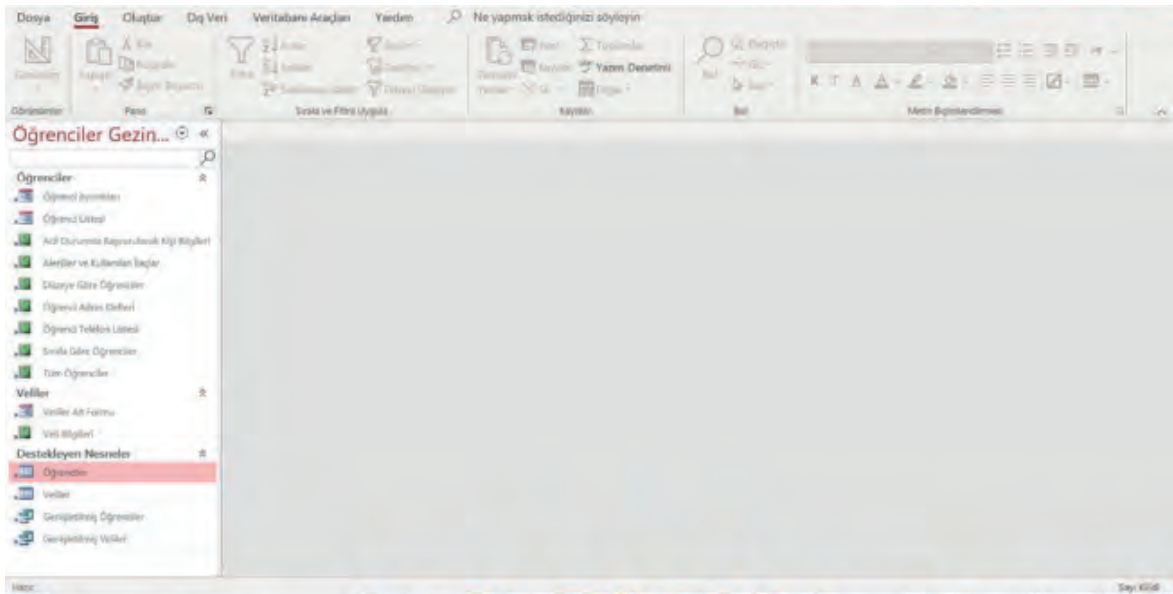 Dosya Giriş Oluştur Dış Veri Veritabanı Araçları Yardım Ne yapmak istediğinizi söyleyin
Kes
Yazım Denetimi
Görünümler Pano Sırala ve Filtre Uygula Kayıtlar Bul Metin Biçimlendirmesi
Öğrenciler Gezin...
Öğrenciler
Öğrenci Ayrıntıları
Öğrenci Listesi
Acil Durumda Başvurulacak Kişi Bilgileri
Alerjiler ve Kullanılan İlaçlar
Düzeye Göre Öğrenciler
Öğrenci Adres Defteri
Öğrenci Telefon Listesi
Sınıfa Göre Öğrenciler
Tüm Öğrenciler
Veliler
Veliler Alt Formu
Veli Bilgileri
Destekleyen Nesneler
Öğrenciler
Veliler
Genişletilmiş Öğrenciler
Genişletilmiş Veliler
Hazır Sayı Kilidi